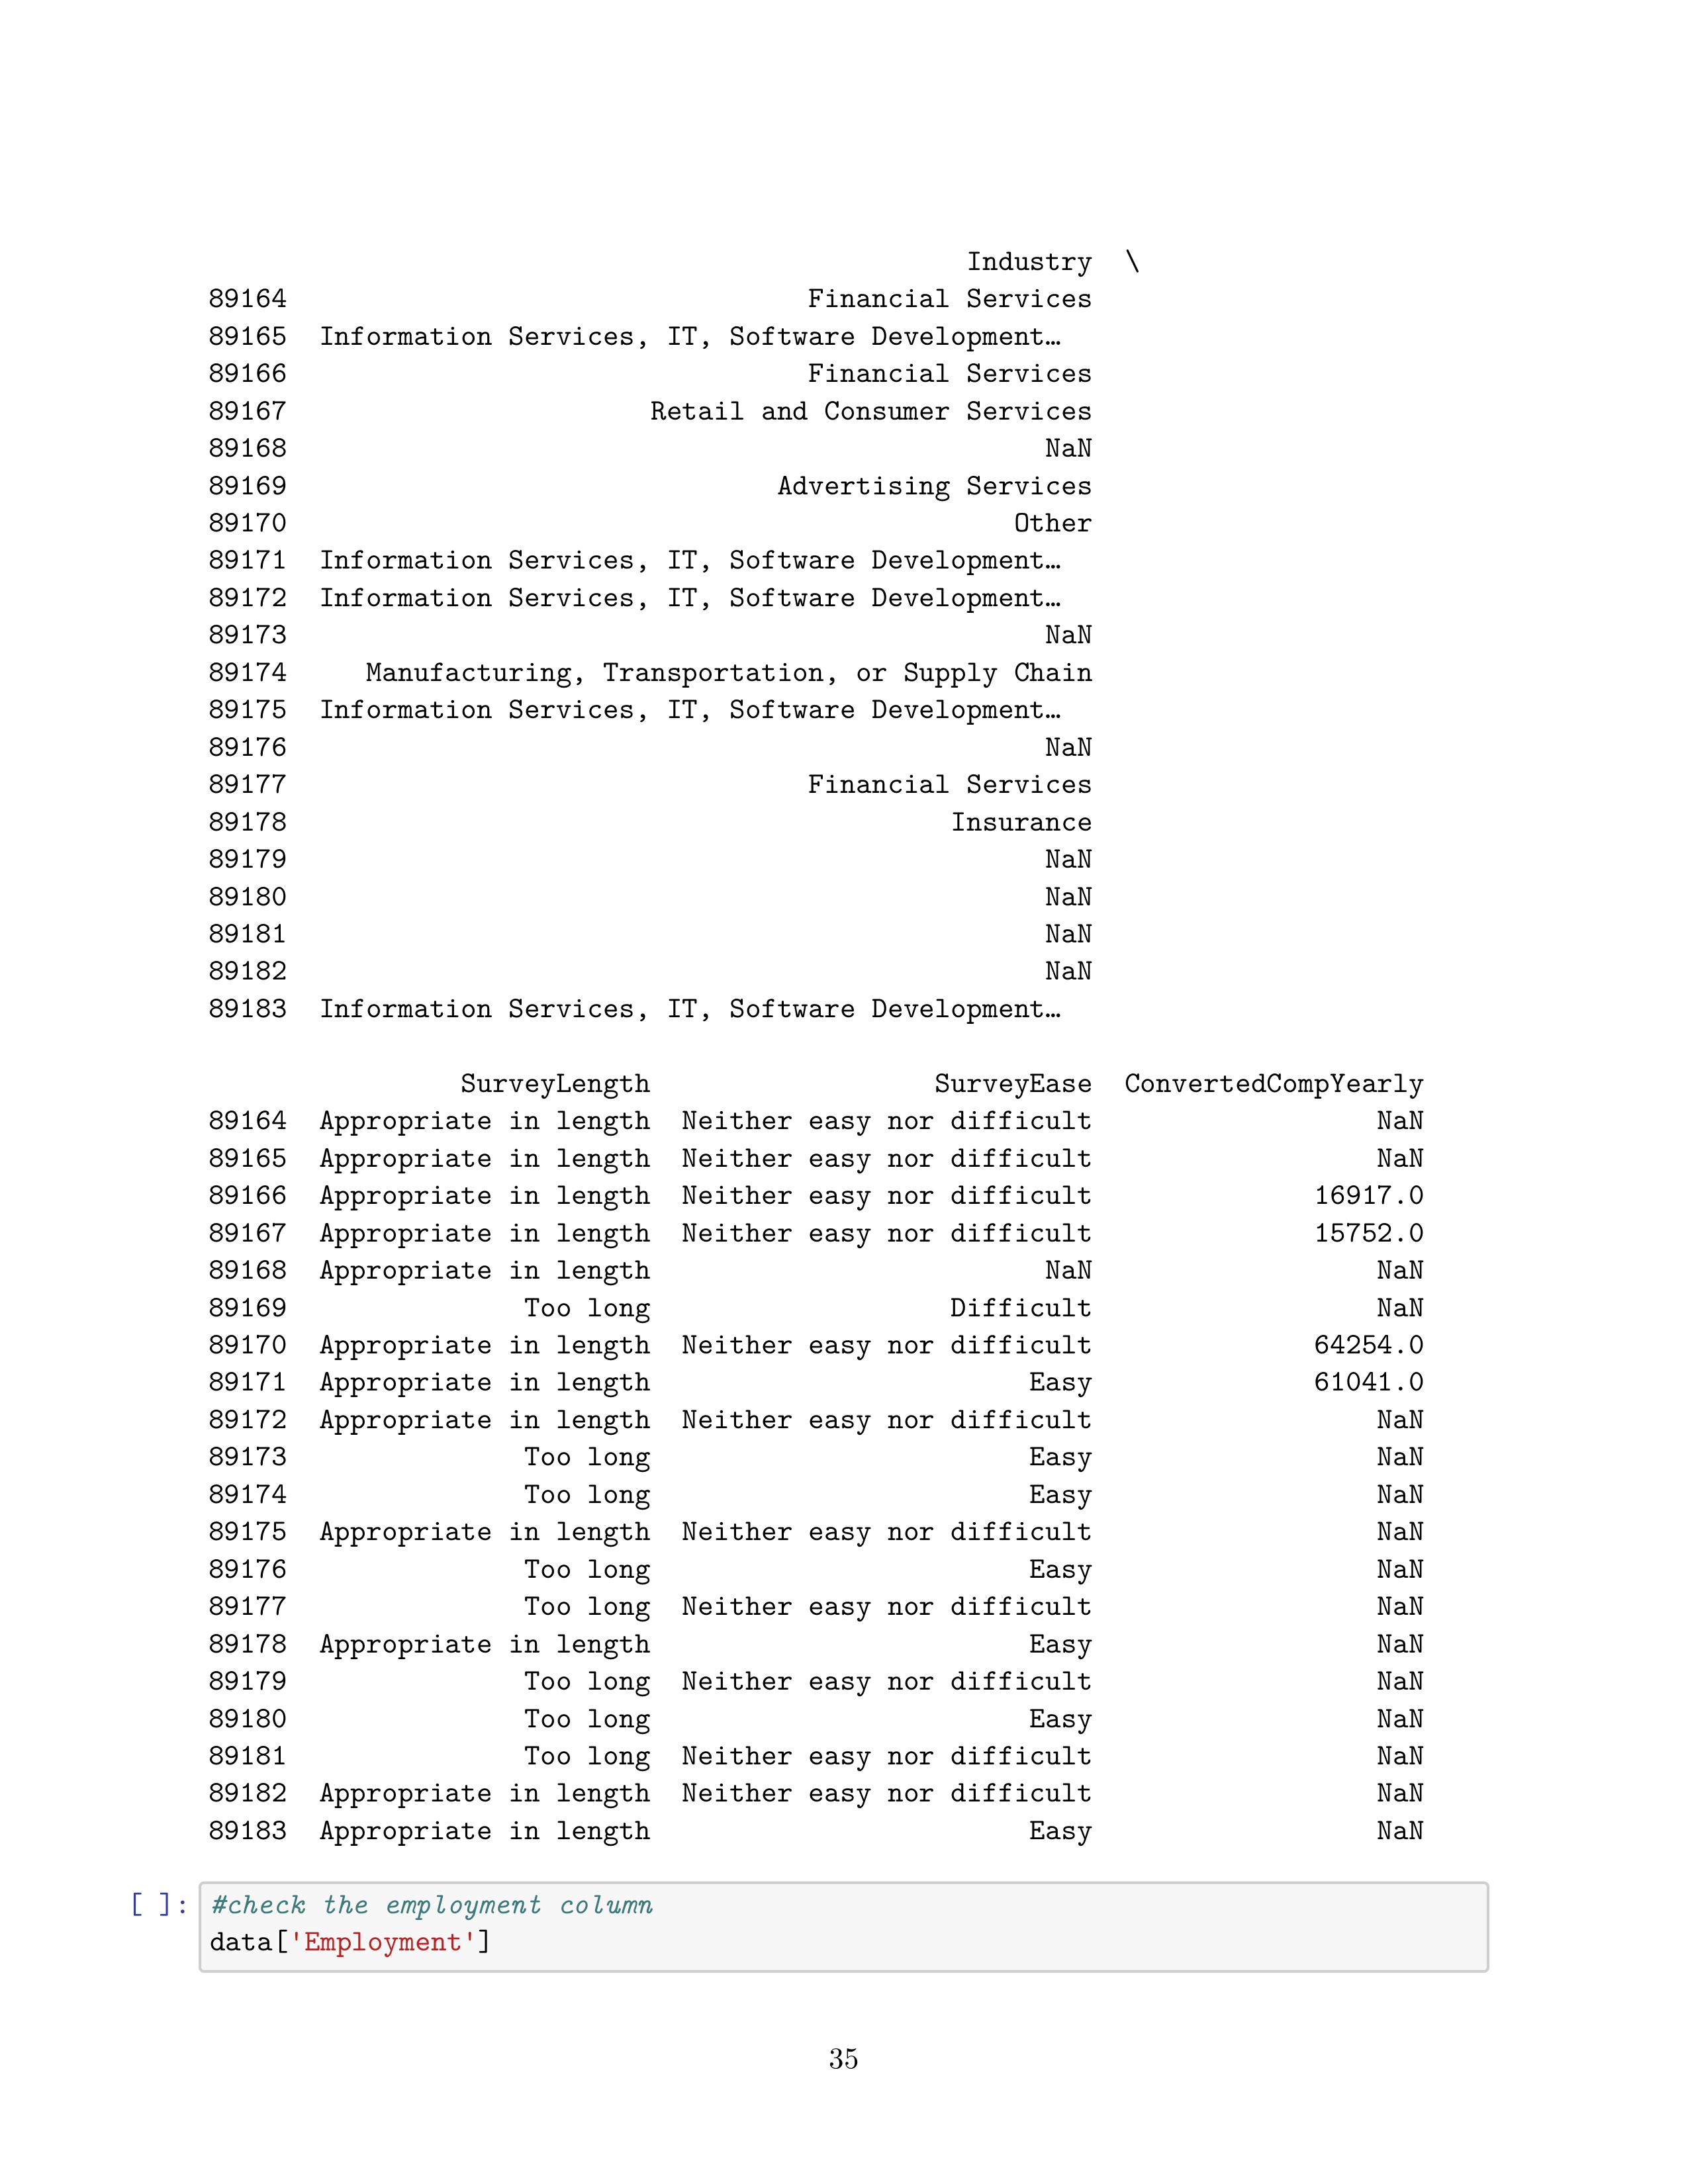 Industry \
89164 Financial Services
89165 Information Services, IT, Software Development…
89166 Financial Services
89167 Retail and Consumer Services
89168 NaN
89169 Advertising Services
89170 Other
89171 Information Services, IT, Software Development…
89172 Information Services, IT, Software Development…
89173 NaN
89174 Manufacturing, Transportation, or Supply Chain
89175 Information Services, IT, Software Development…
89176 NaN
89177 Financial Services
89178 Insurance
89179 NaN
89180 NaN
89181 NaN
89182 NaN
89183 Information Services, IT, Software Development…
SurveyLength SurveyEase ConvertedCompYearly
89164 Appropriate in length Neither easy nor difficult NaN
89165 Appropriate in length Neither easy nor difficult NaN
89166 Appropriate in length Neither easy nor difficult 16917.0
89167 Appropriate in length Neither easy nor difficult 15752.0
89168 Appropriate in length NaN NaN
89169 Too long Difficult NaN
89170 Appropriate in length Neither easy nor difficult 64254.0
89171 Appropriate in length Easy 61041.0
89172 Appropriate in length Neither easy nor difficult NaN
89173 Too long Easy NaN
89174 Too long Easy NaN
89175 Appropriate in length Neither easy nor difficult NaN
89176 Too long Easy NaN
89177 Too long Neither easy nor difficult NaN
89178 Appropriate in length Easy NaN
89179 Too long Neither easy nor difficult NaN
89180 Too long Easy NaN
89181 Too long Neither easy nor difficult NaN
89182 Appropriate in length Neither easy nor difficult NaN
89183 Appropriate in length Easy NaN
[ ]: #check the employment column
data['Employment']
35